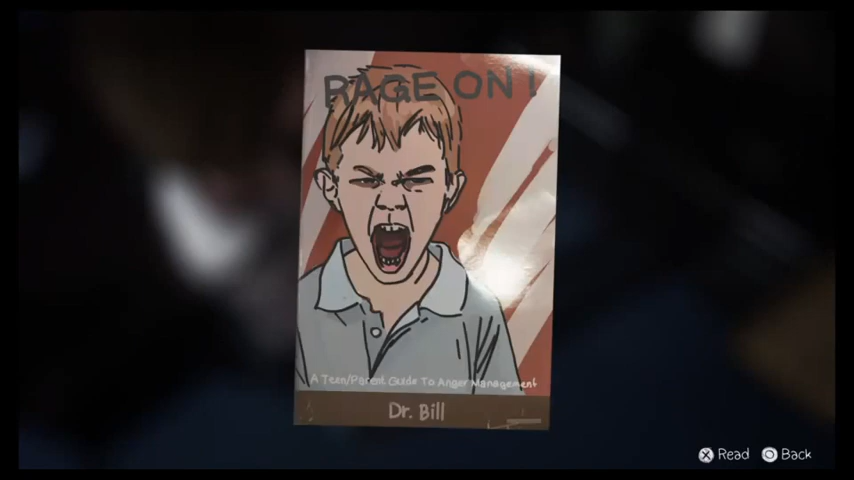 RAGE ON!
A Teen/Parent Guide To Anger Management
Dr. Bill
Read Back